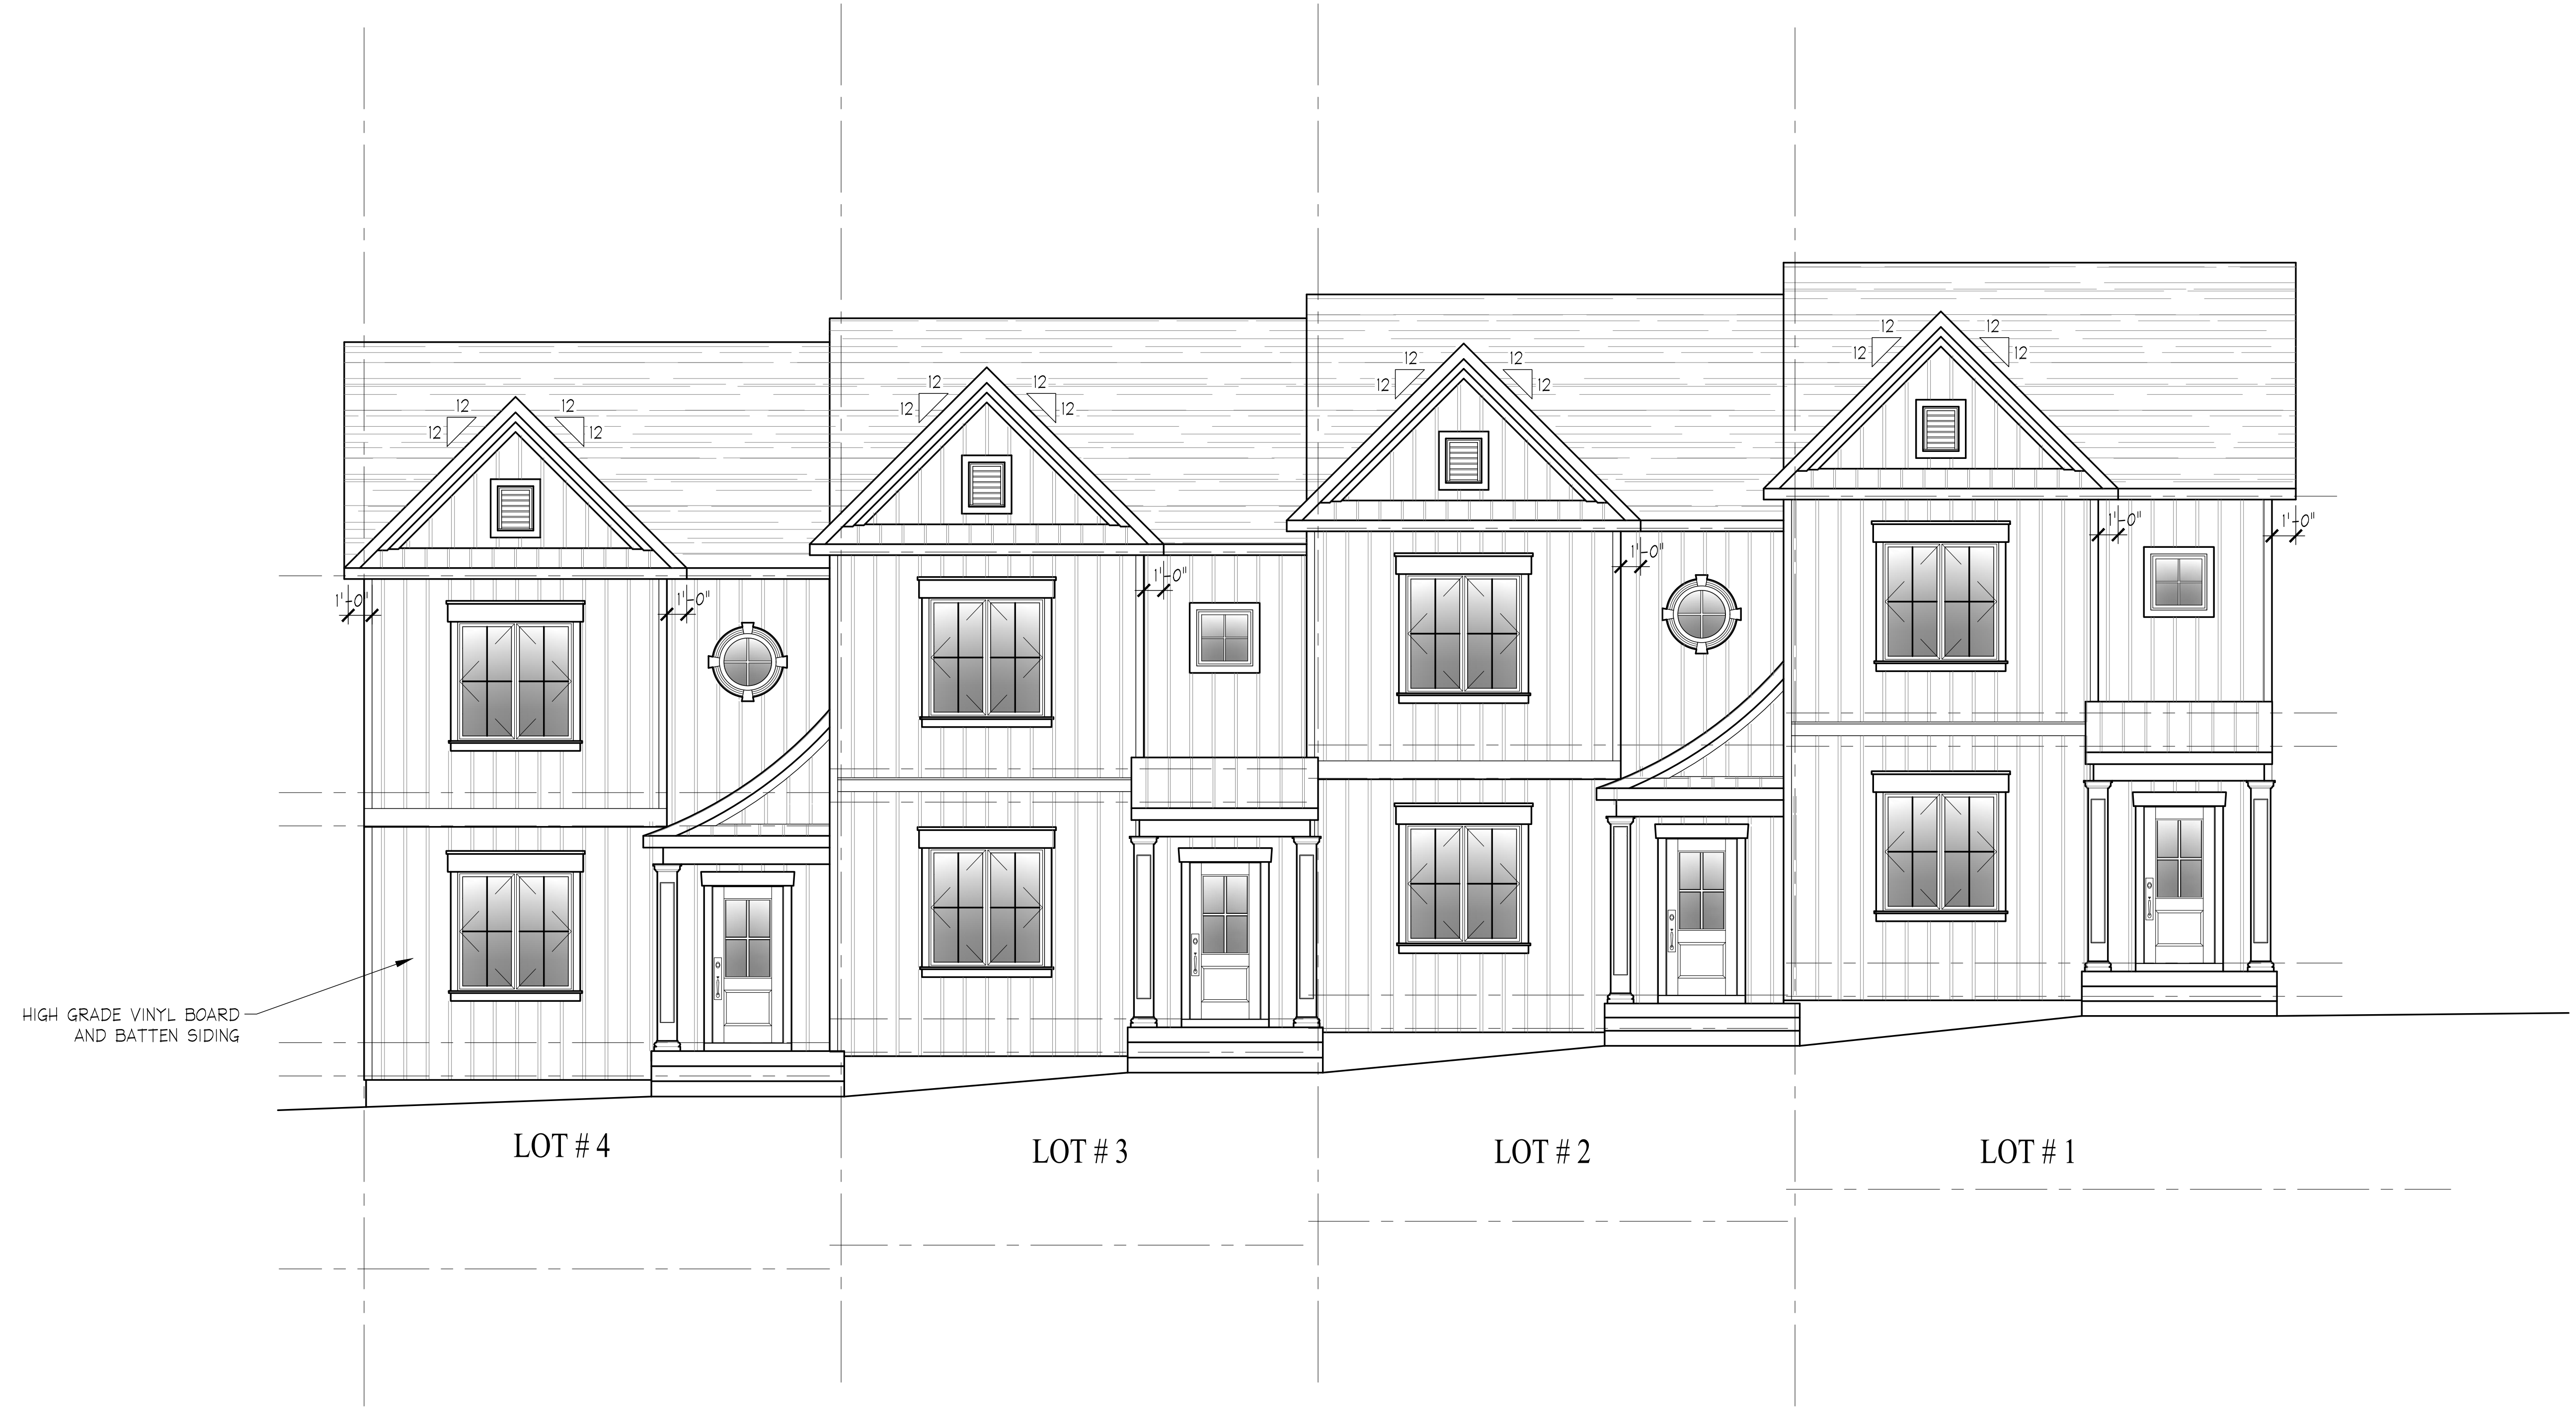 12 12
12 12
12 12
12 12
12 12
12 12
12 12
12 12
1'-0" 1'-0"
1'-0"
1'-0"
1'-0" 1'-0"
HIGH GRADE VINYL BOARD
AND BATTEN SIDING
LOT # 4
LOT # 3
LOT # 2
LOT # 1